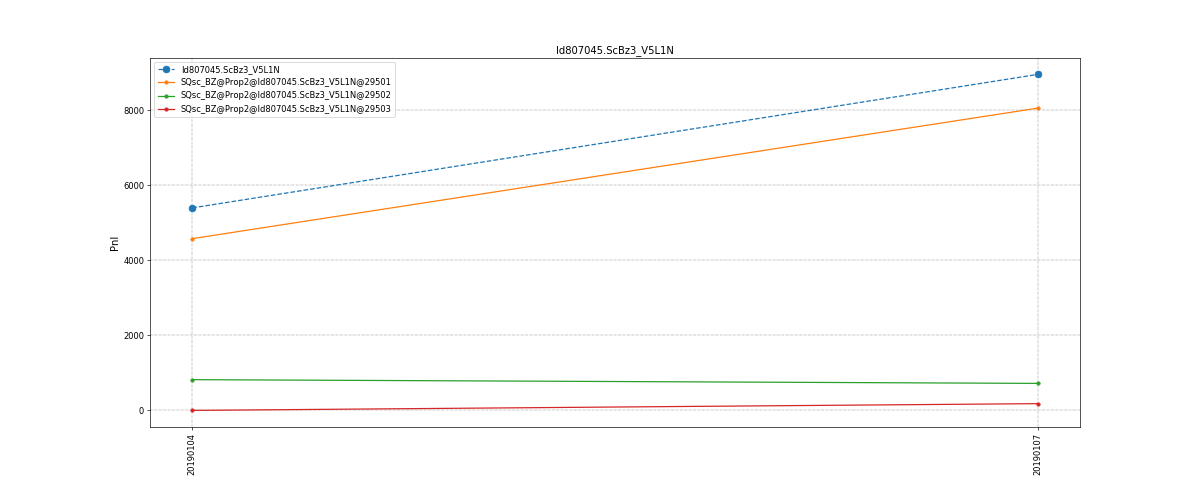 Id807045.ScBz3_V5L1N
Id807045.ScBz3_V5L1N
SQsc_BZ@Prop2@Id807045.ScBz3_V5L1N@29501
SQsc_BZ@Prop2@Id807045.ScBz3_V5L1N@29502
SQsc_BZ@Prop2@Id807045.ScBz3_V5L1N@29503
8000
6000
4000
2000
0
Pnl
20190104
20190107